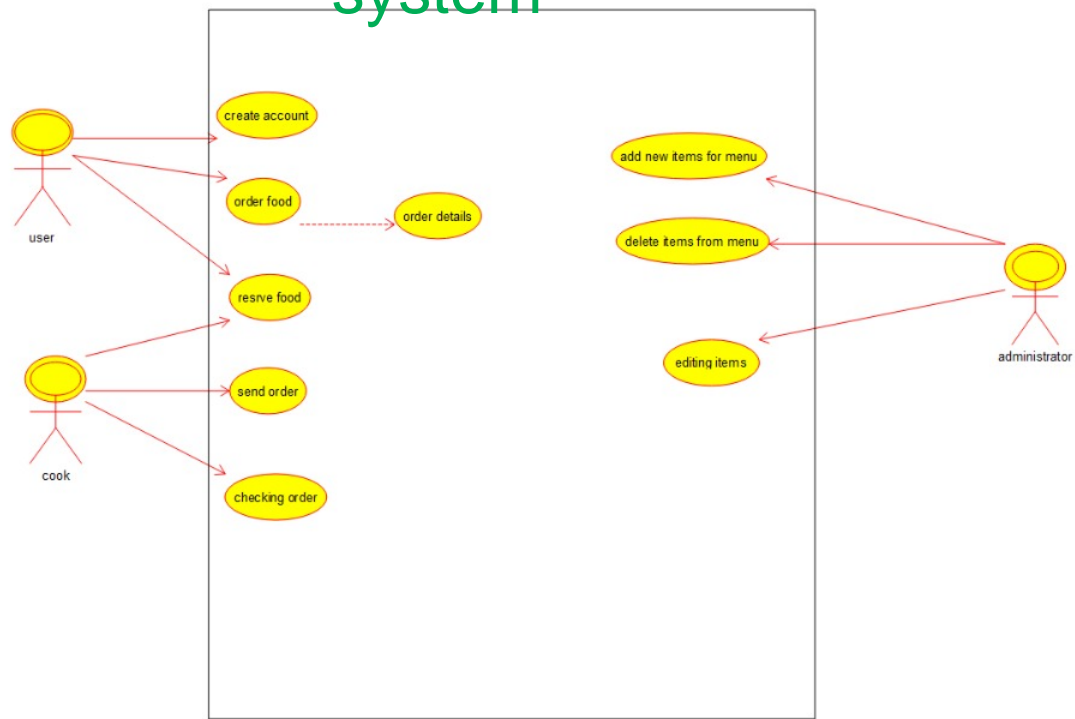 system
create account
add new items for menu
order food
order details
user
delete items from menu
resrve food
administrator
editing items
send order
cook
checking order